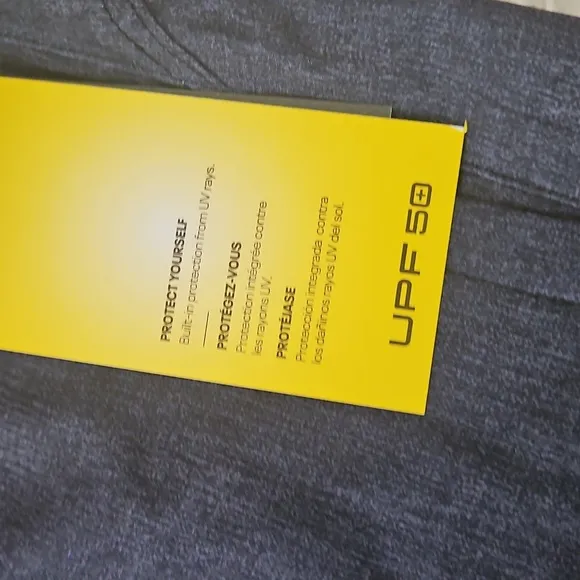 PROTECT YOURSELF
Built-in protection from UV rays.
PROTÉGEZ-VOUS
Protection intégrée contre
les rayons UV.
PROTÉJASE
Protección integrada contra
los dañinos rayos UV del sol.
UPF 50+